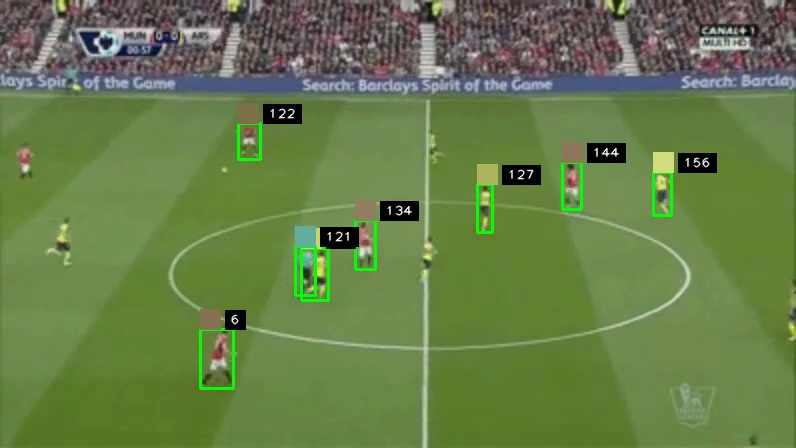 MUN 0-0 ARS
00:57
CANAL+ 1
MULTI HD
lays Spirit of the Game
Search: Barclays Spirit of the Game
Search: Barclay
122
144
156
127
134
121
6